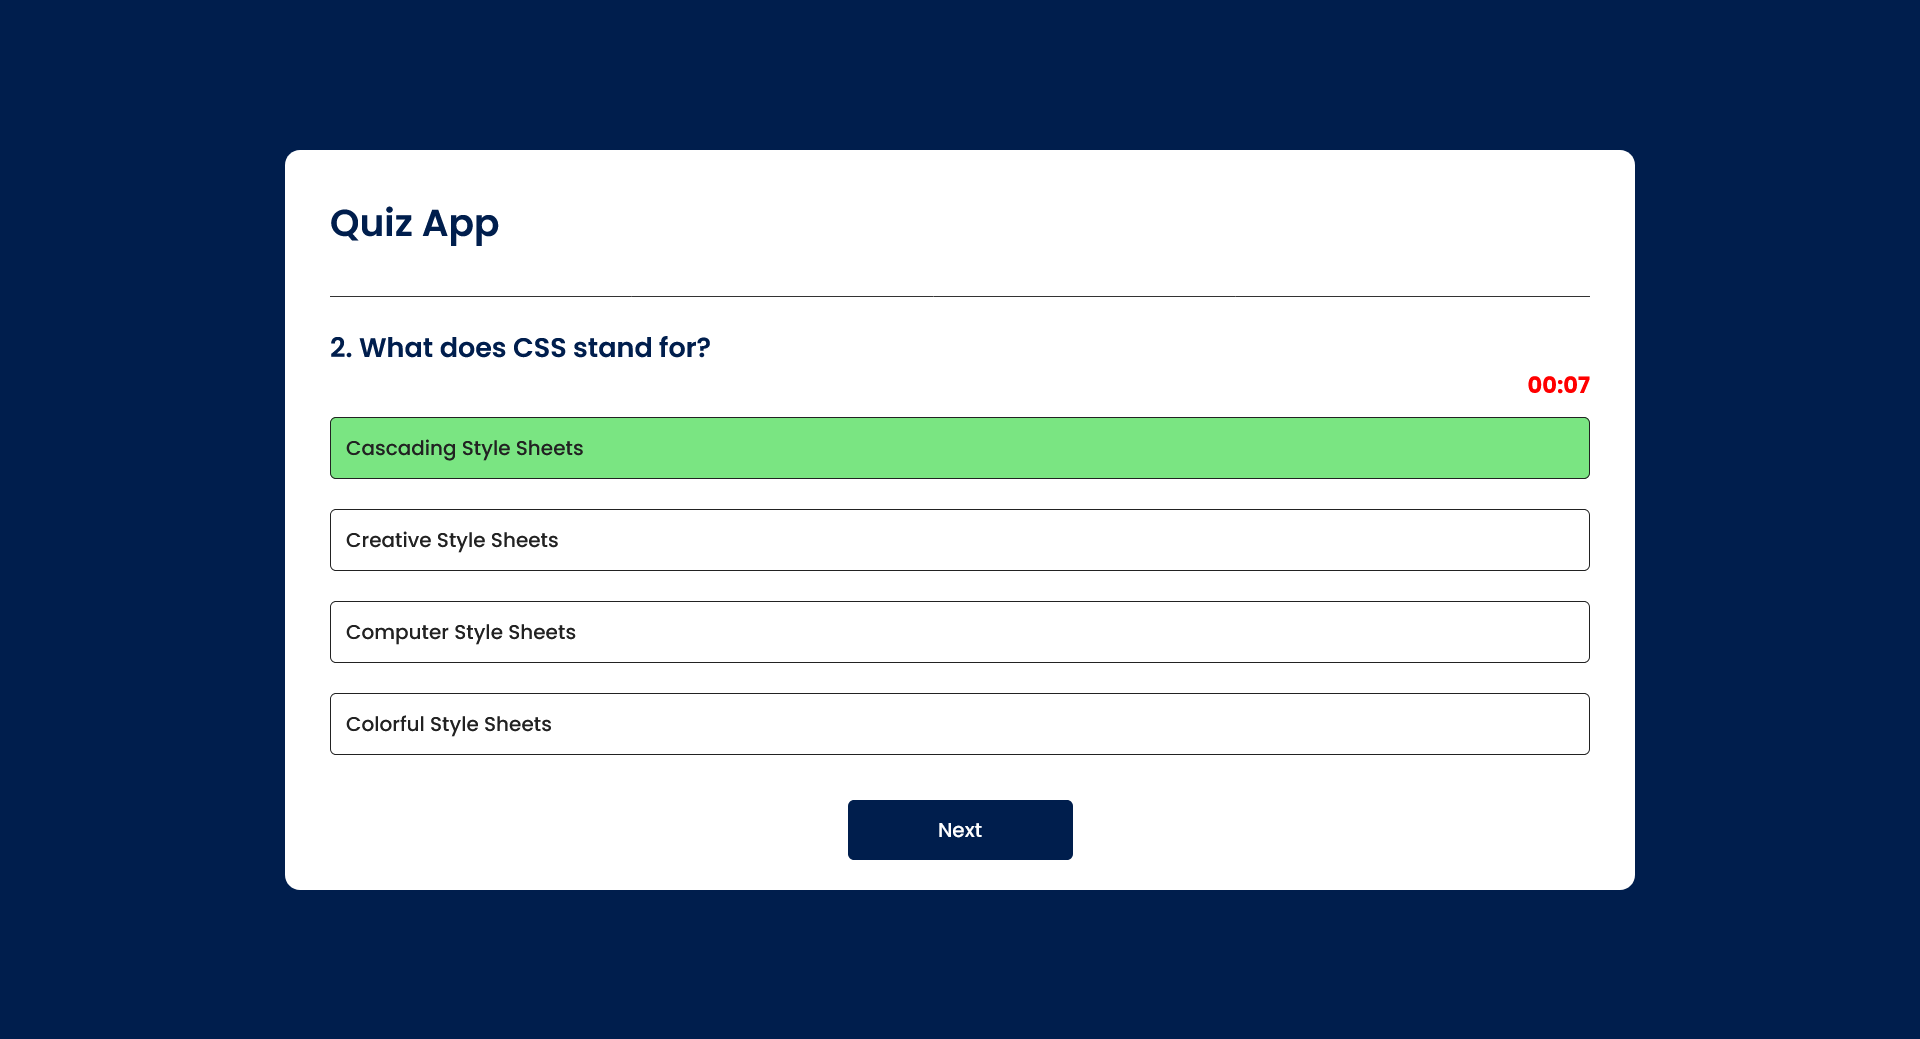 Quiz App
2. What does CSS stand for?
00:07
Cascading Style Sheets
Creative Style Sheets
Computer Style Sheets
Colorful Style Sheets
Next